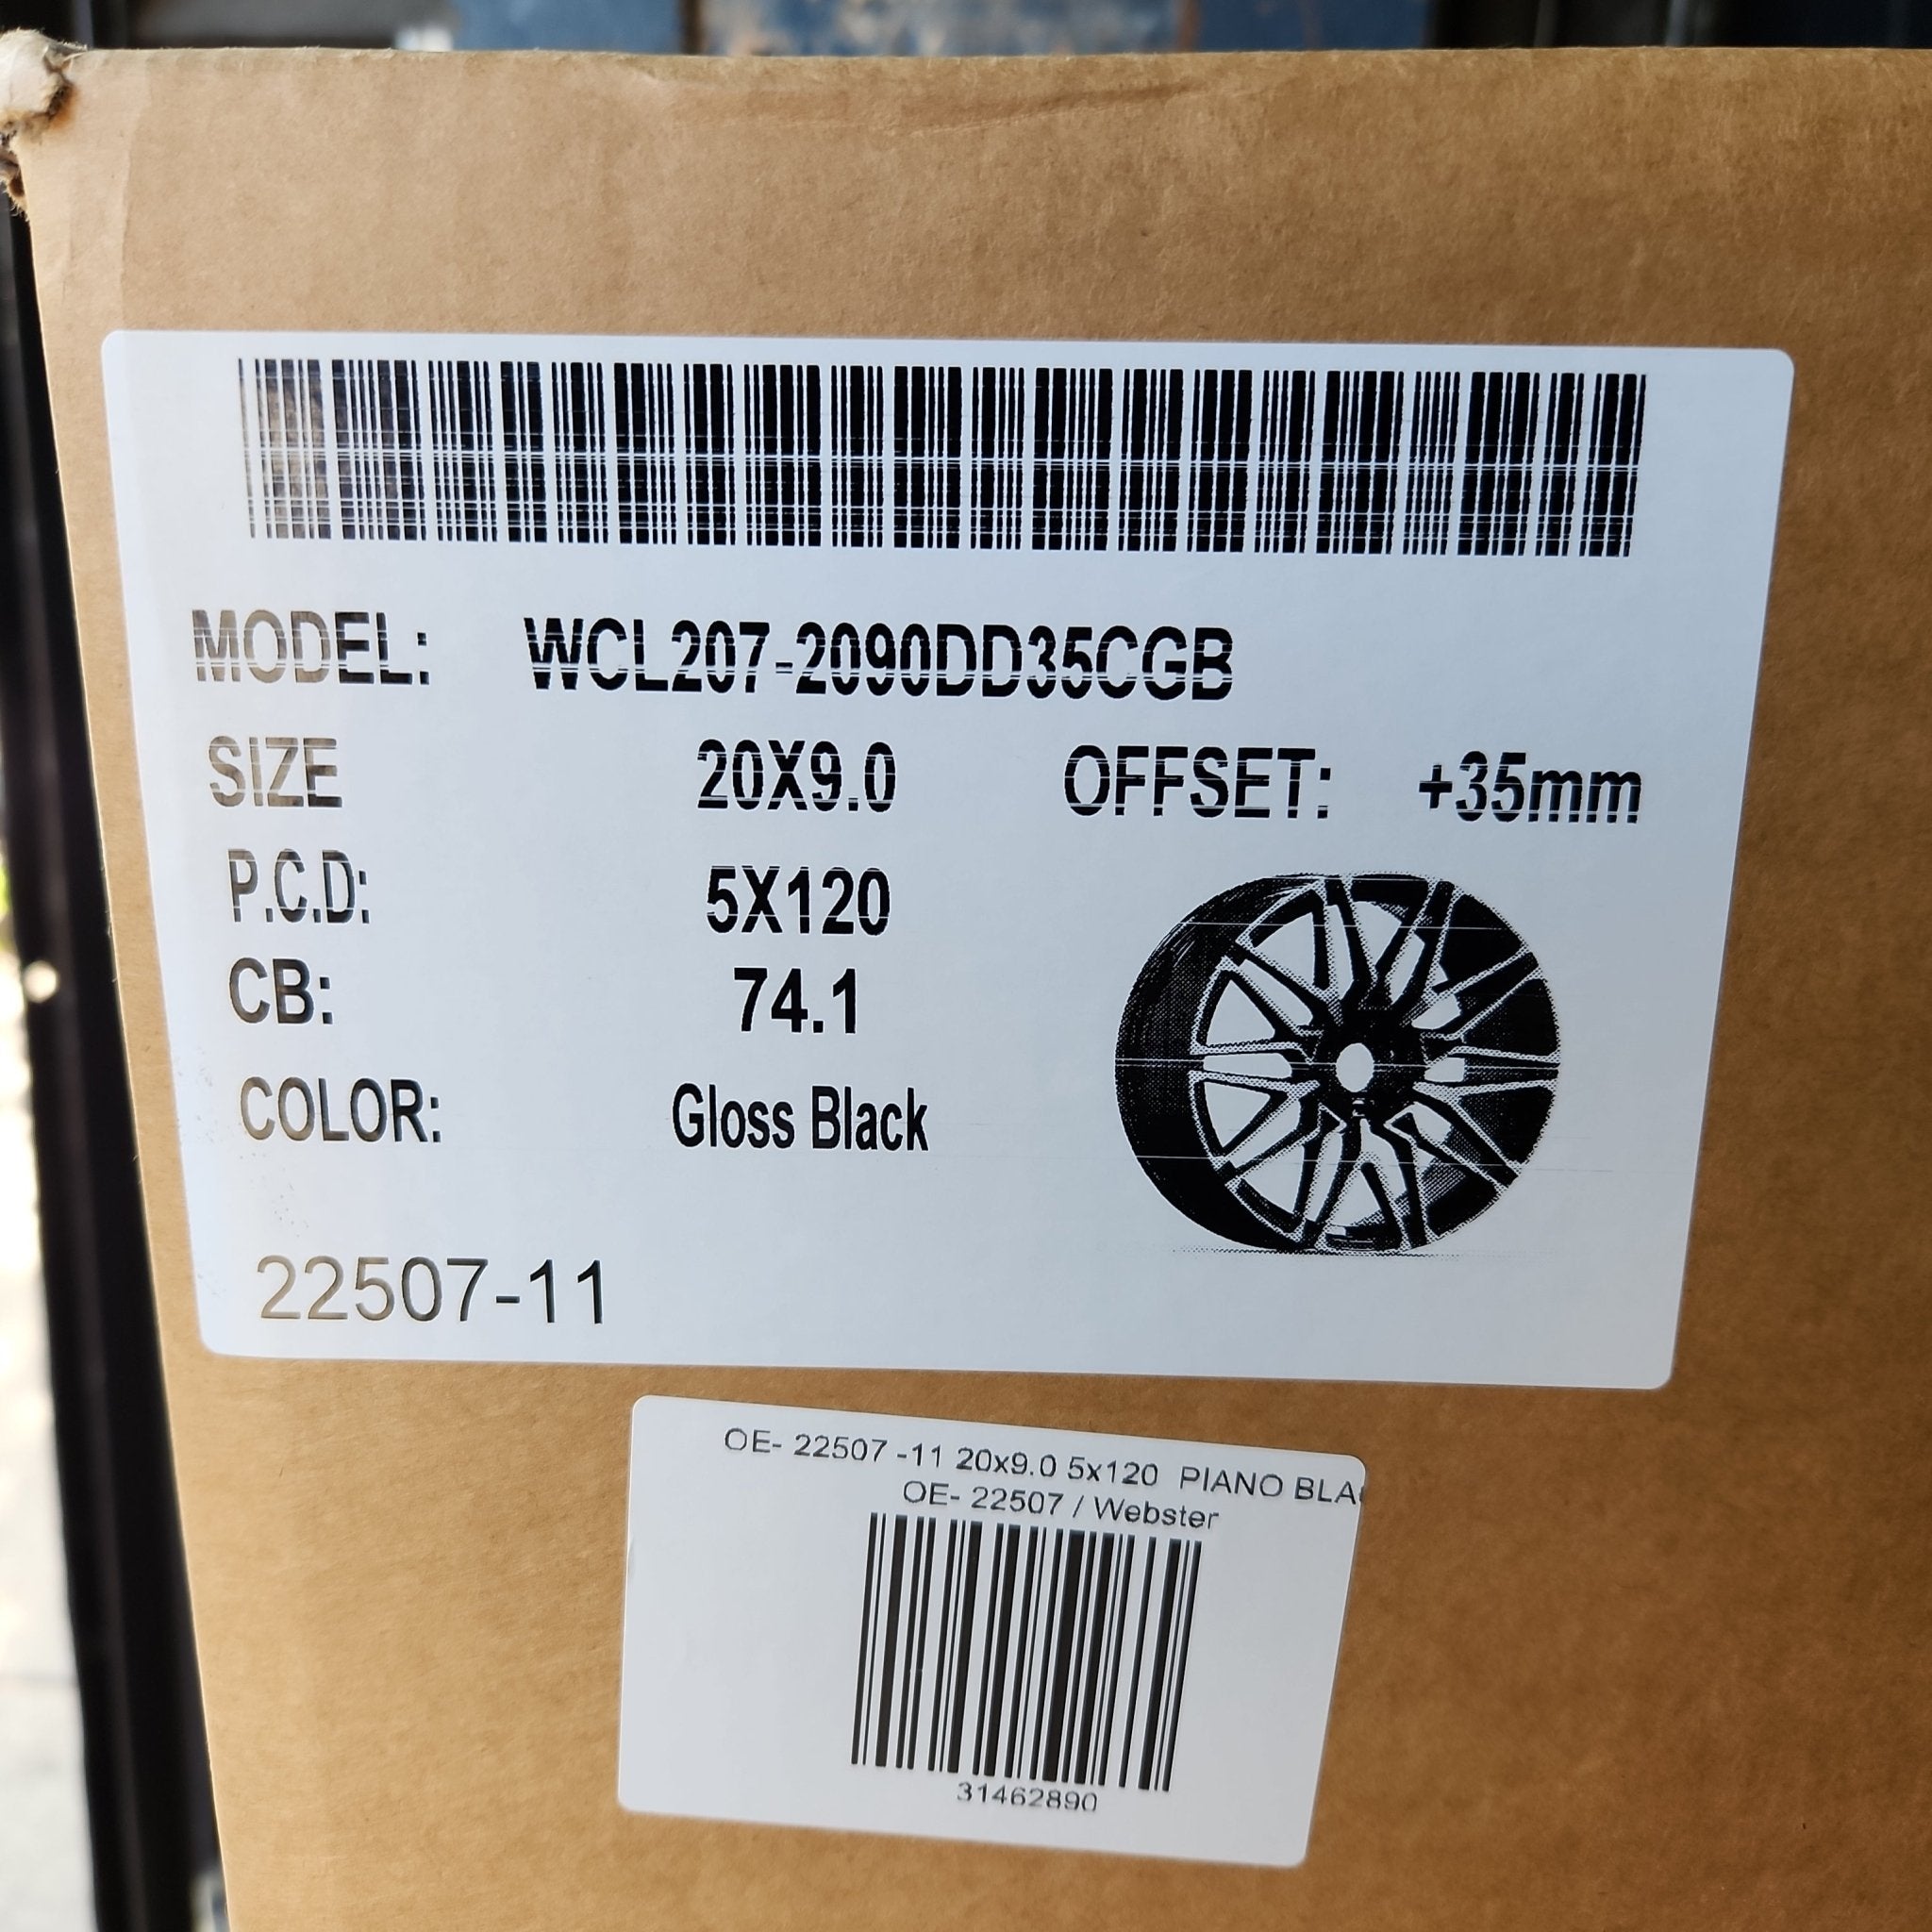 MODEL: WCL207-2090DD35CGB
SIZE 20X9.0 OFFSET: +35mm
P.C.D: 5X120
CB: 74.1
COLOR: Gloss Black
22507-11
OE- 22507 -11 20x9.0 5x120 PIANO BLA
OE- 22507 / Webster
31462890